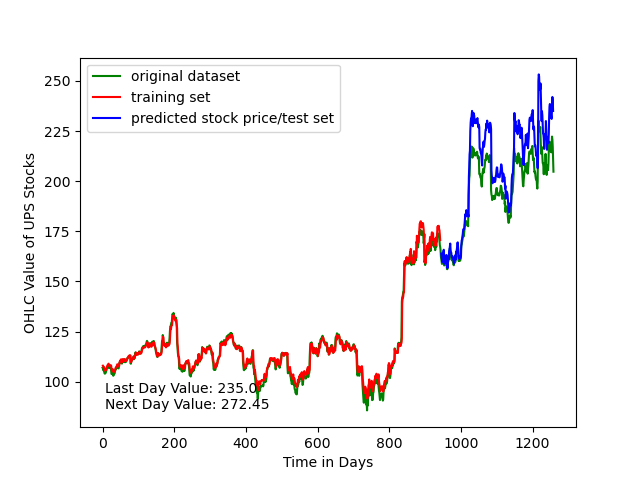 original dataset
training set
predicted stock price/test set
OHLC Value of UPS Stocks
250
225
200
175
150
125
100
Last Day Value: 235.0
Next Day Value: 272.45
0 200 400 600 800 1000 1200
Time in Days